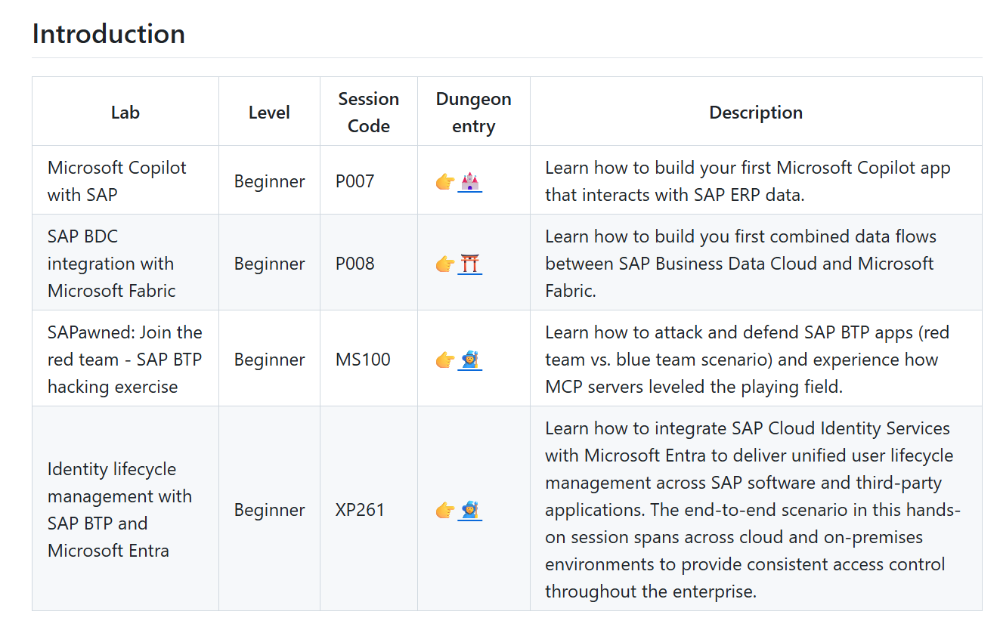 Introduction
Lab
Level
Session
Code
Dungeon
entry
Description
Microsoft Copilot
with SAP
Beginner
P007
Learn how to build your first Microsoft Copilot app
that interacts with SAP ERP data.
SAP BDC
integration with
Microsoft Fabric
Beginner
P008
Learn how to build you first combined data flows
between SAP Business Data Cloud and Microsoft
Fabric.
SAPawned: Join the
red team - SAP BTP
hacking exercise
Beginner
MS100
Learn how to attack and defend SAP BTP apps (red
team vs. blue team scenario) and experience how
MCP servers leveled the playing field.
Identity lifecycle
management with
SAP BTP and
Microsoft Entra
Beginner
XP261
Learn how to integrate SAP Cloud Identity Services
with Microsoft Entra to deliver unified user lifecycle
management across SAP software and third-party
applications. The end-to-end scenario in this hands-
on session spans across cloud and on-premises
environments to provide consistent access control
throughout the enterprise.